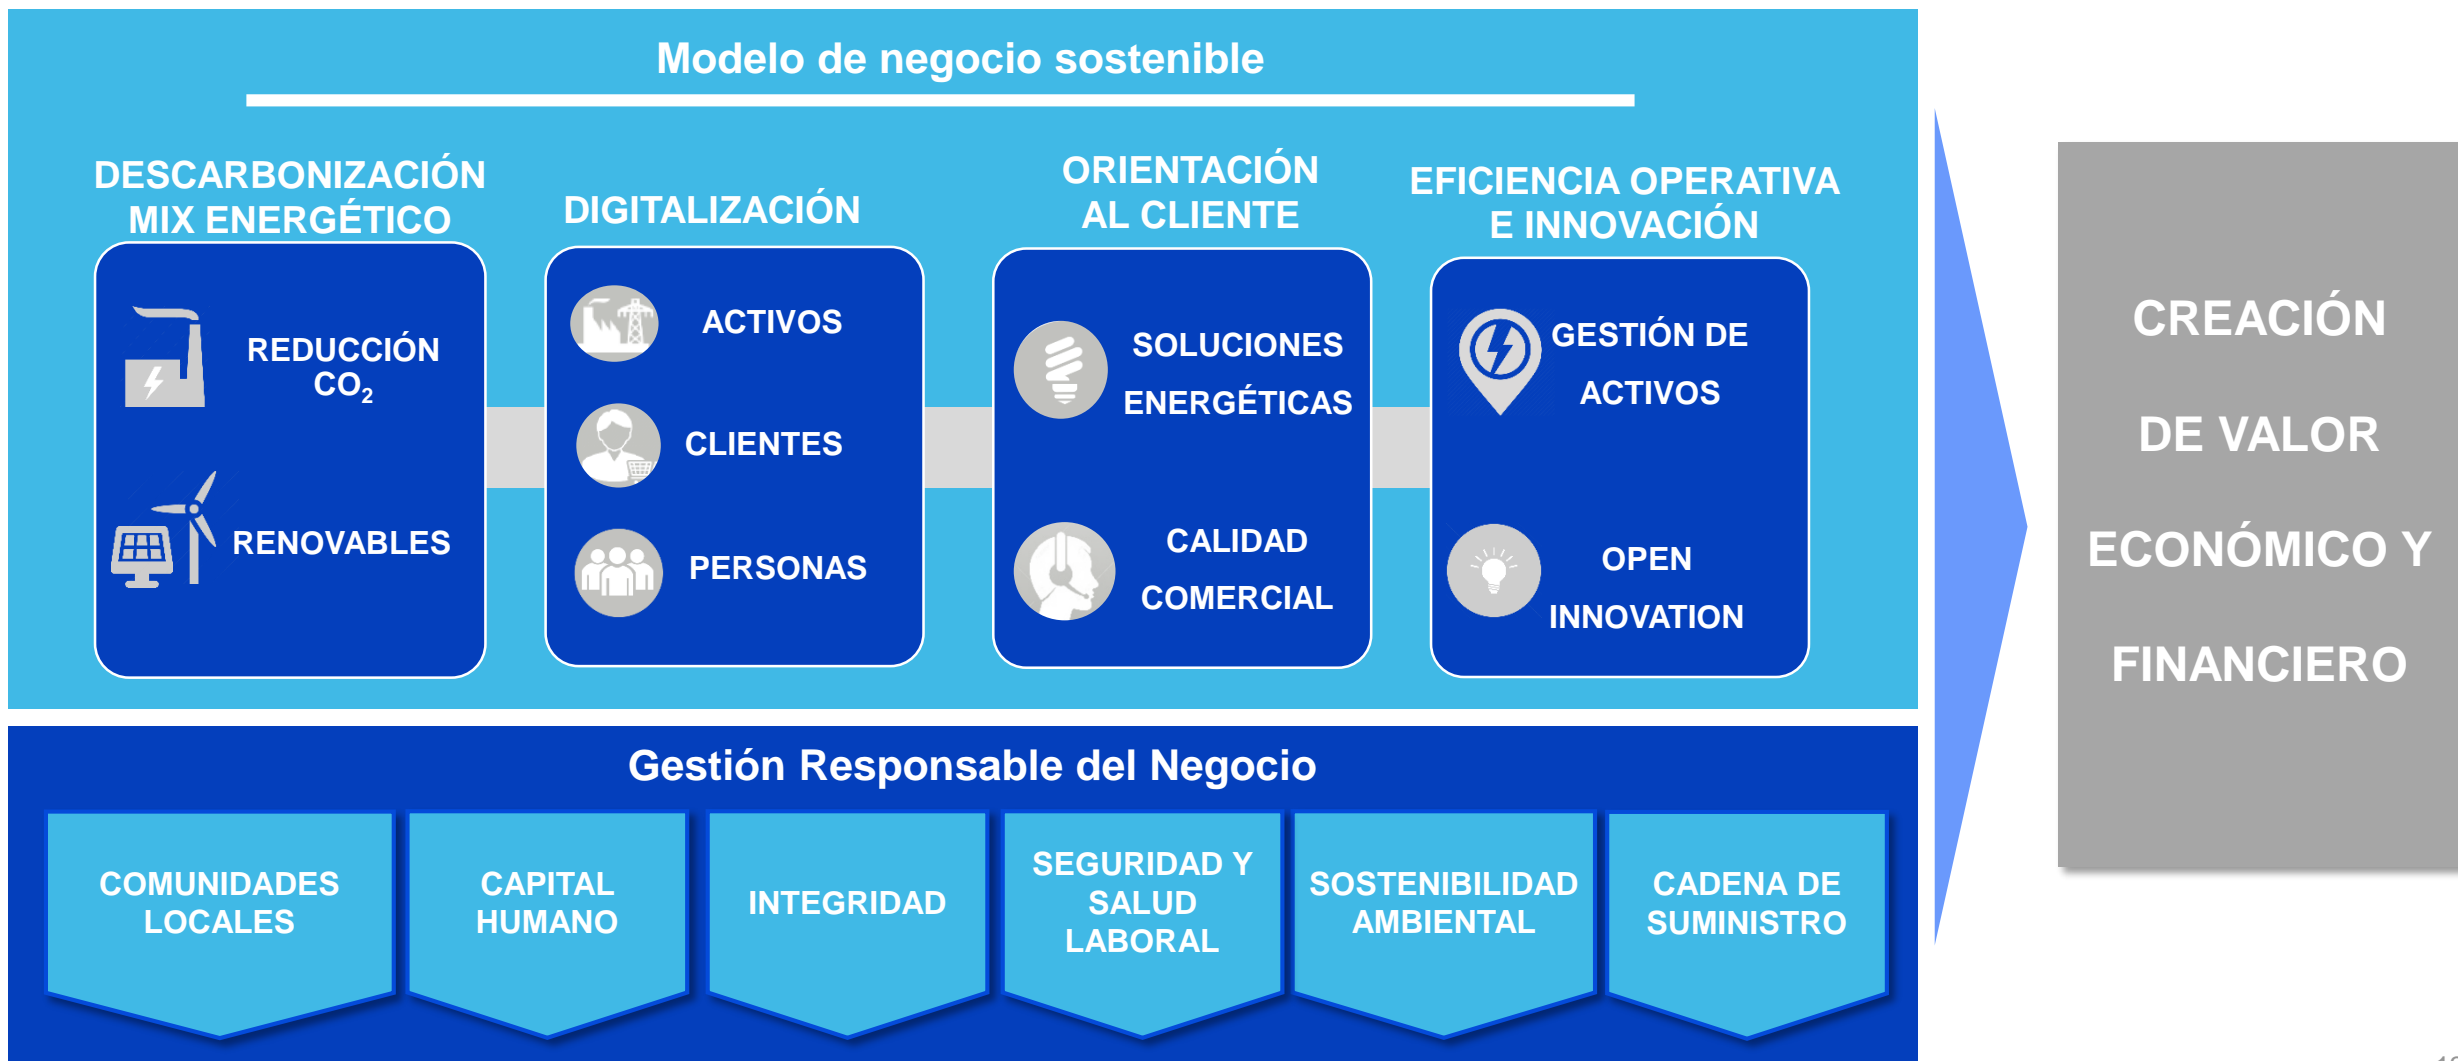 Modelo de negocio sostenible
DESCARBONIZACIÓN
MIX ENERGÉTICO
REDUCCIÓN
CO₂
RENOVABLES
DIGITALIZACIÓN
ACTIVOS
CLIENTES
PERSONAS
ORIENTACIÓN
AL CLIENTE
SOLUCIONES
ENERGÉTICAS
CALIDAD
COMERCIAL
EFICIENCIA OPERATIVA
E INNOVACIÓN
GESTIÓN DE
ACTIVOS
OPEN
INNOVATION
CREACIÓN
DE VALOR
ECONÓMICO Y
FINANCIERO
Gestión Responsable del Negocio
COMUNIDADES
LOCALES
CAPITAL
HUMANO
INTEGRIDAD
SEGURIDAD Y
SALUD
LABORAL
SOSTENIBILIDAD
AMBIENTAL
CADENA DE
SUMINISTRO